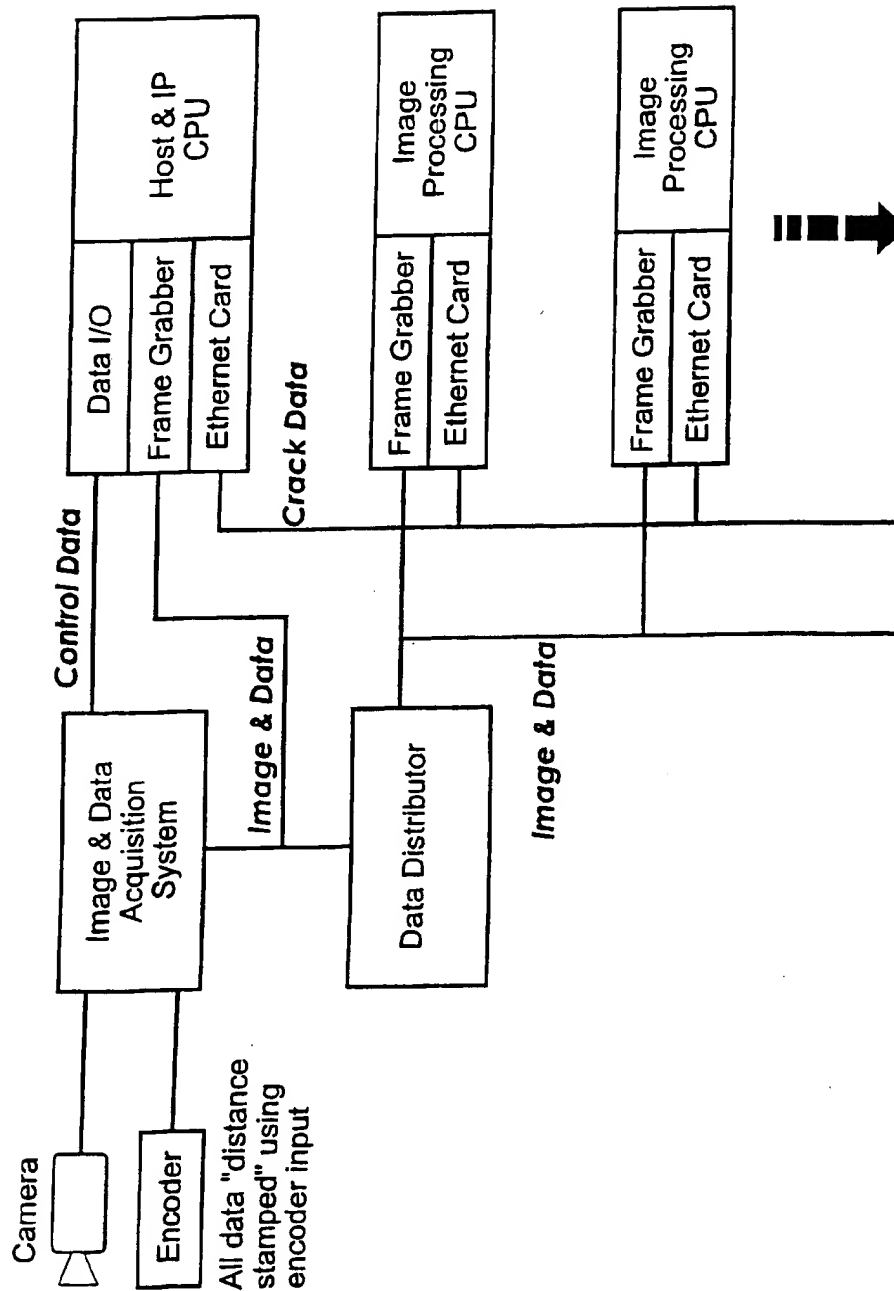 Camera
Encoder
All data "distance
stamped" using
encoder input
Image & Data
Acquisition
System
Data Distributor
Control Data
Image & Data
Image & Data
Crack Data
Data I/O
Frame Grabber
Ethernet Card
Host & IP
CPU
Frame Grabber
Ethernet Card
Image
Processing
CPU
Frame Grabber
Ethernet Card
Image
Processing
CPU